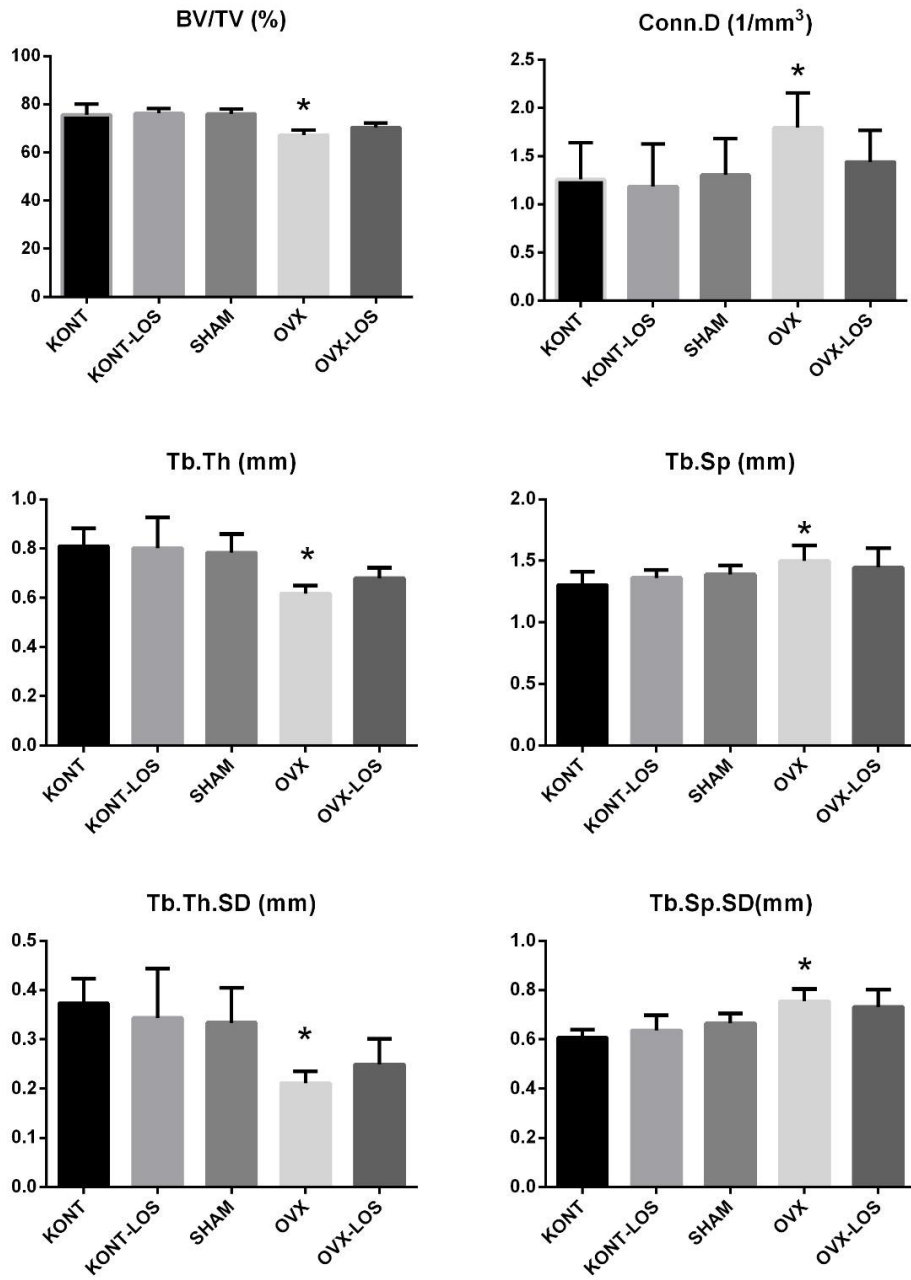 BV/TV (%)
100
80
60
40
20
0
KONT
KONT-LOS
SHAM
OVX
OVX-LOS
*
Conn.D (1/mm³)
2.5
2.0
1.5
1.0
0.5
0.0
KONT
KONT-LOS
SHAM
OVX
OVX-LOS
*
Tb.Th (mm)
1.0
0.8
0.6
0.4
0.2
0.0
KONT
KONT-LOS
SHAM
OVX
OVX-LOS
*
Tb.Sp (mm)
2.0
1.5
1.0
0.5
0.0
KONT
KONT-LOS
SHAM
OVX
OVX-LOS
*
Tb.Th.SD (mm)
0.5
0.4
0.3
0.2
0.1
0.0
KONT
KONT-LOS
SHAM
OVX
OVX-LOS
*
Tb.Sp.SD(mm)
1.0
0.8
0.6
0.4
0.2
0.0
KONT
KONT-LOS
SHAM
OVX
OVX-LOS
*